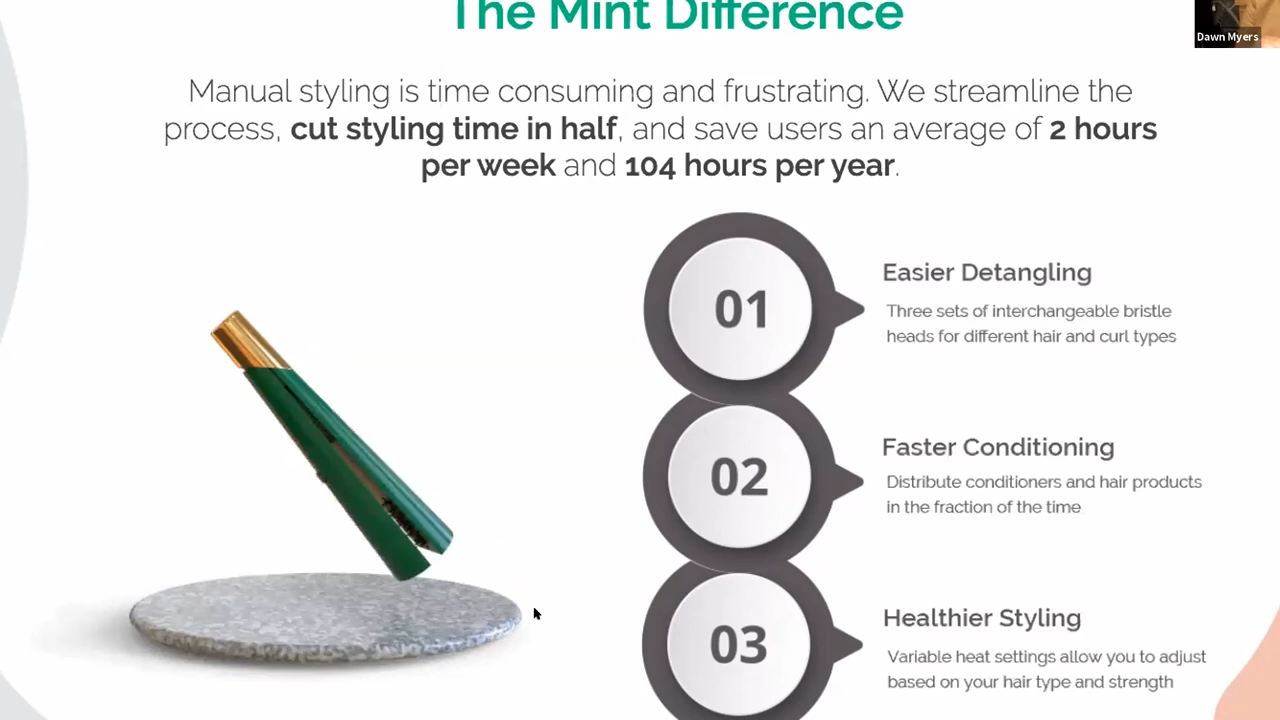 The Mint Difference
Dawn Myers
Manual styling is time consuming and frustrating. We streamline the
process, cut styling time in half, and save users an average of 2 hours
per week and 104 hours per year.
01
Easier Detangling
Three sets of interchangeable bristle
heads for different hair and curl types
02
Faster Conditioning
Distribute conditioners and hair products
in the fraction of the time
03
Healthier Styling
Variable heat settings allow you to adjust
based on your hair type and strength